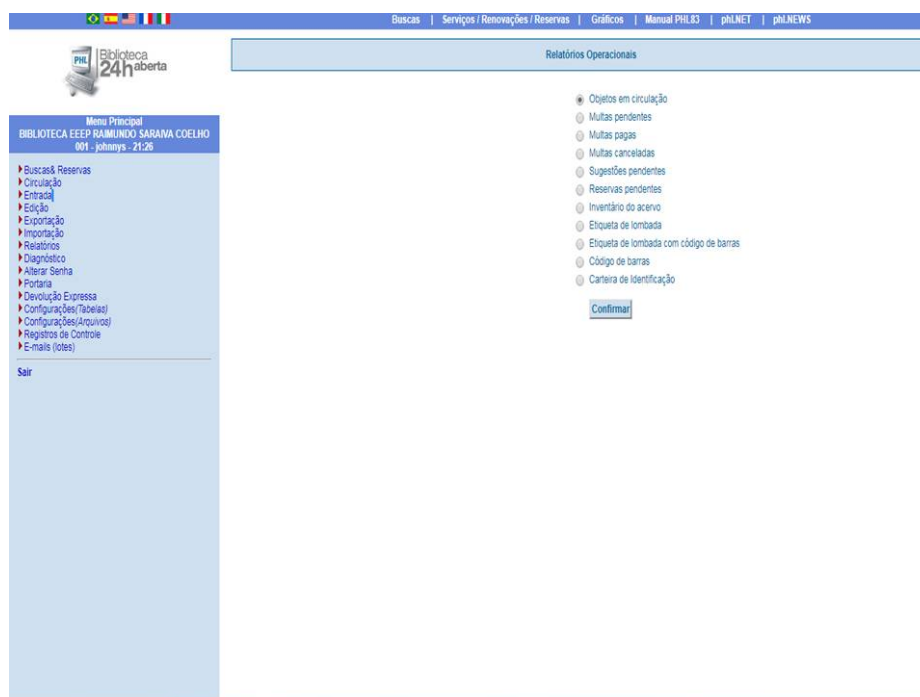 Buscas | Serviços / Renovações / Reservas | Gráficos | Manual PHL83 | phl.NET | phl.NEWS
PHL Biblioteca
24h aberta
Menu Principal
BIBLIOTECA EEEP RAIMUNDO SARAIVA COELHO
001 - johnnys - 21:26
Buscas& Reservas
Circulação
Entrada
Edição
Exportação
Importação
Relatórios
Diagnóstico
Alterar Senha
Portaria
Devolução Expressa
Configurações(Tabelas)
Configurações(Arquivos)
Registros de Controle
E-mails (lotes)
Sair
Relatórios Operacionais
Objetos em circulação
Multas pendentes
Multas pagas
Multas canceladas
Sugestões pendentes
Reservas pendentes
Inventário do acervo
Etiqueta de lombada
Etiqueta de lombada com código de barras
Código de barras
Carteira de Identificação
Confirmar